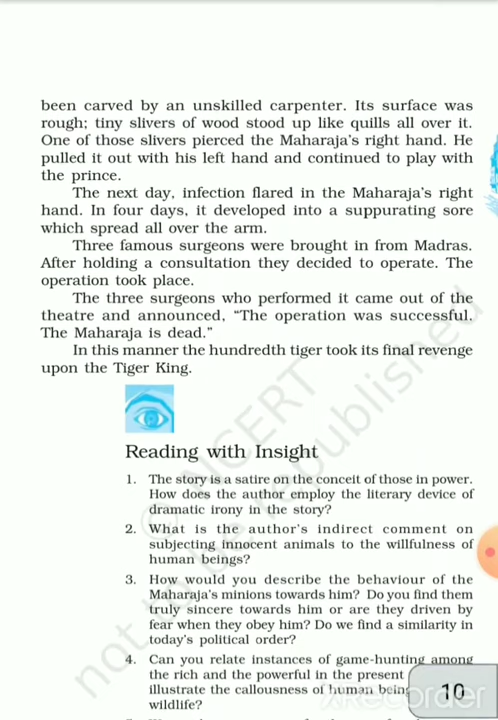 been carved by an unskilled carpenter. Its surface was
rough; tiny slivers of wood stood up like quills all over it.
One of those slivers pierced the Maharaja's right hand. He
pulled it out with his left hand and continued to play with
the prince.
The next day, infection flared in the Maharaja's right
hand. In four days, it developed into a suppurating sore
which spread all over the arm.
Three famous surgeons were brought in from Madras.
After holding a consultation they decided to operate. The
operation took place.
The three surgeons who performed it came out of the
theatre and announced, “The operation was successful.
The Maharaja is dead.”
In this manner the hundredth tiger took its final revenge
upon the Tiger King.
Reading with Insight
1. The story is a satire on the conceit of those in power.
How does the author employ the literary device of
dramatic irony in the story?
2. What is the author's indirect comment on
subjecting innocent animals to the willfulness of
human beings?
3. How would you describe the behaviour of the
Maharaja's minions towards him? Do you find them
truly sincere towards him or are they driven by
fear when they obey him? Do we find a similarity in
today's political order?
4. Can you relate instances of game-hunting among
the rich and the powerful in the present
illustrate the callousness of human
wildlife?
10
© NCERT
not to be republished